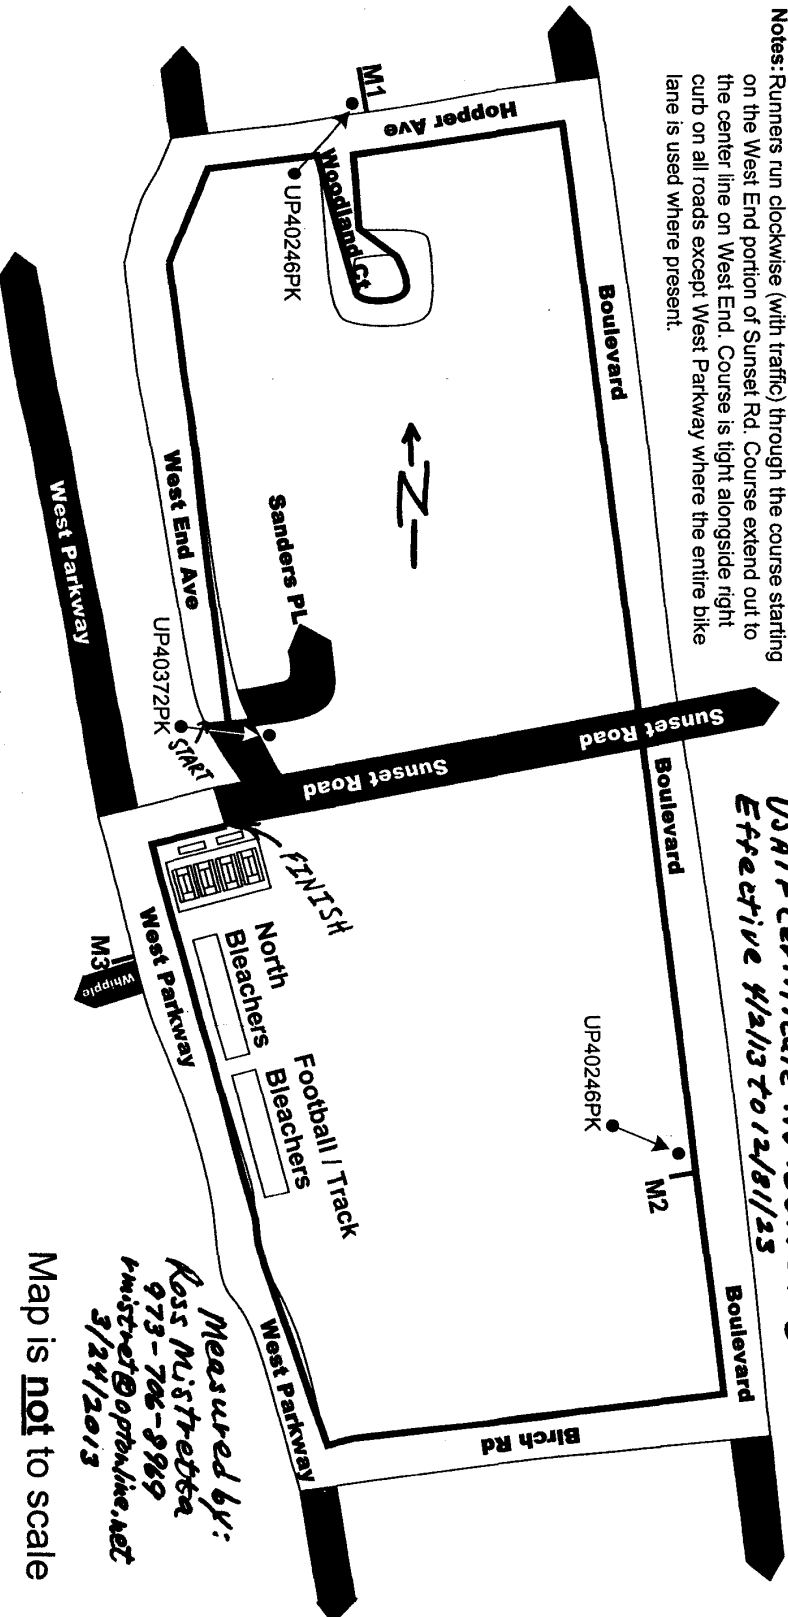 Notes: Runners run clockwise (with traffic) through the course starting
on the West End portion of Sunset Rd. Course extend out to
the center line on West End. Course is tight alongside right
curb on all roads except West Parkway where the entire bike
lane is used where present.
Effective 4/2/13 to 12/31/23
Hopper Ave
M1
UP40246PK
Woodland Ct
Boulevard
←N
West End Ave
West Parkway
Sanders PL
UP40372PK
START
Sunset Road
Sunset Road
Boulevard
FINISH
North
Bleachers
Football / Track
Bleachers
West Parkway
M3
Whipple
UP40246PK
M2
Boulevard
Birch Rd
West Parkway
Measured by:
Ross Mistretta
973-706-8969
rmistret@optonline.net
3/24/2013
Map is not to scale